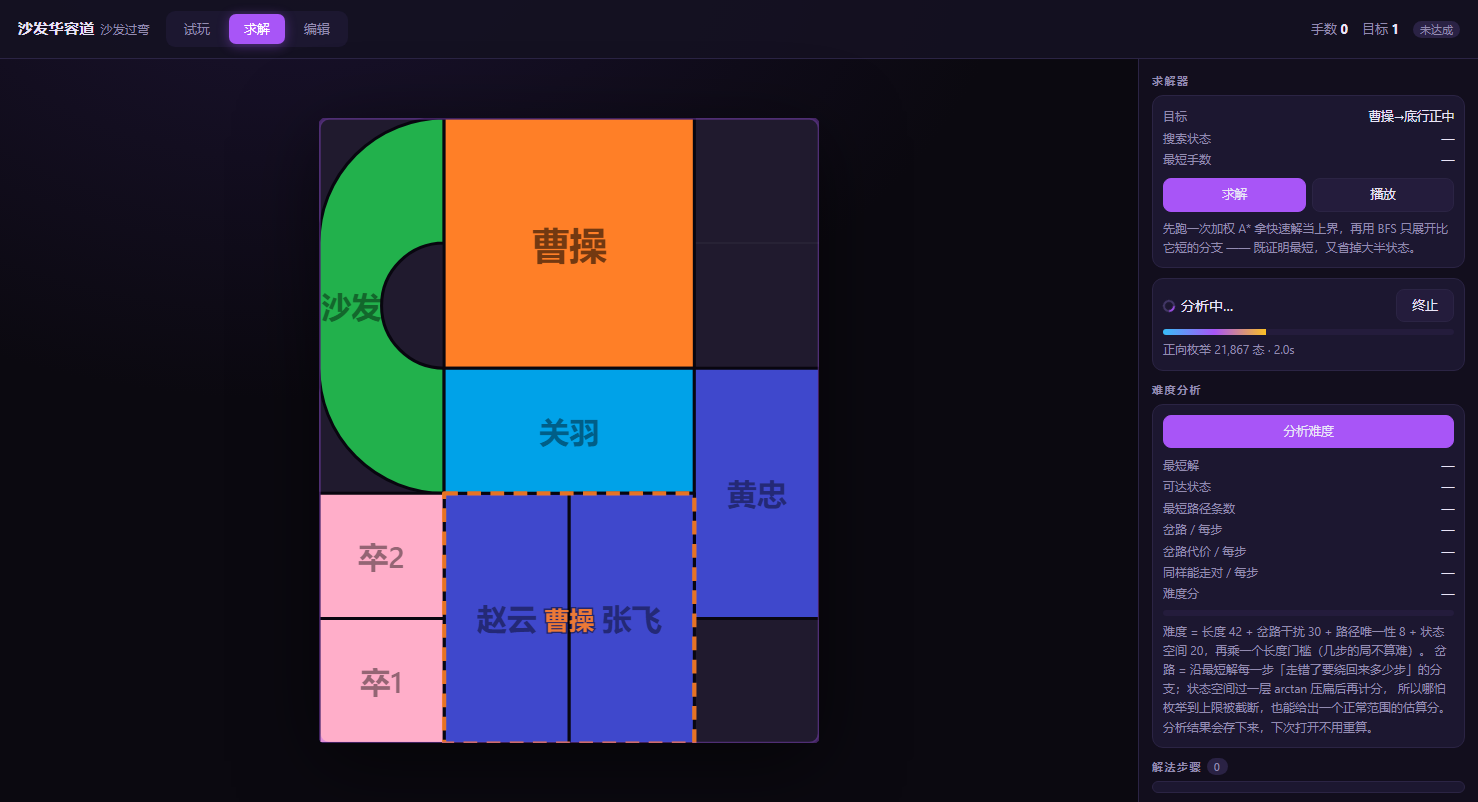 沙发华容道 沙发过弯 试玩 求解 编辑 手数 0 目标 1 未达成
曹操
沙发
关羽
黄忠
卒2
赵云 曹操 张飞
卒1
求解器
目标 曹操→底行正中
搜索状态 —
最短手数 —
求解 播放
先跑一次加权 A* 拿快速解当上界，再用 BFS 只展开比
它短的分支 —— 既证明最短，又省掉大半状态。
分析中... 终止
正向枚举 21,867 态 · 2.0s
难度分析
分析难度
最短解 —
可达状态 —
最短路径条数 —
岔路 / 每步 —
岔路代价 / 每步 —
同样能走对 / 每步 —
难度分 —
难度 = 长度 42 + 岔路干扰 30 + 路径唯一性 8 + 状态
空间 20，再乘一个长度门槛（几步的局不算难）。 岔
路 = 沿最短解每一步「走错了要绕回来多少步」的分
支；状态空间过一层 arctan 压扁后再计分， 所以哪怕
枚举到上限被截断，也能给出一个正常范围的估算分。
分析结果会存下来，下次打开不用重算。
解法步骤 0